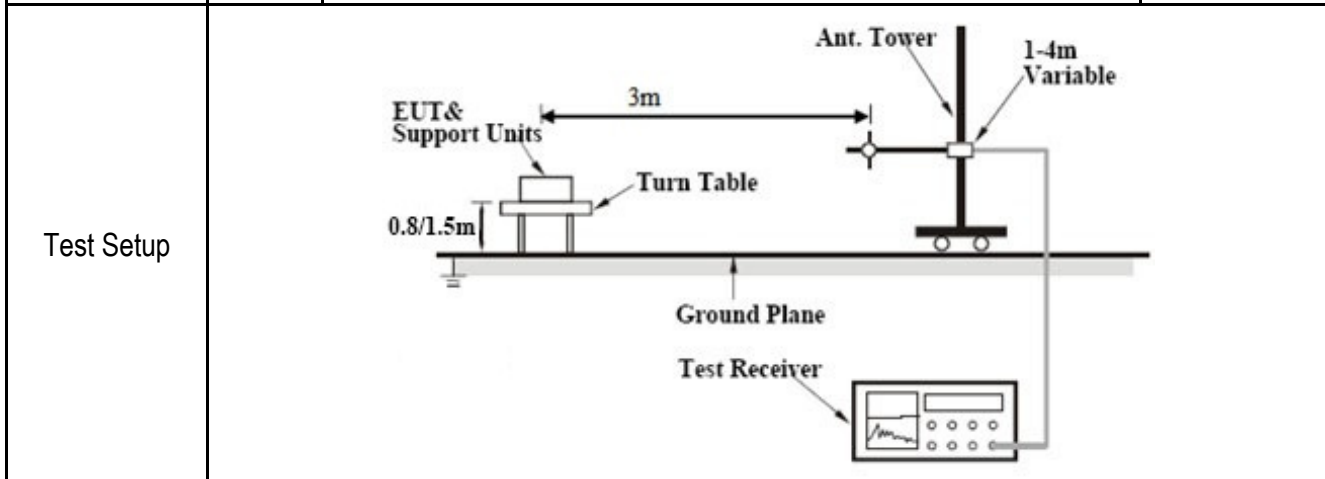 Test Setup
Ant. Tower
1-4m
Variable
3m
EUT&
Support Units
Turn Table
0.8/1.5m
Ground Plane
Test Receiver